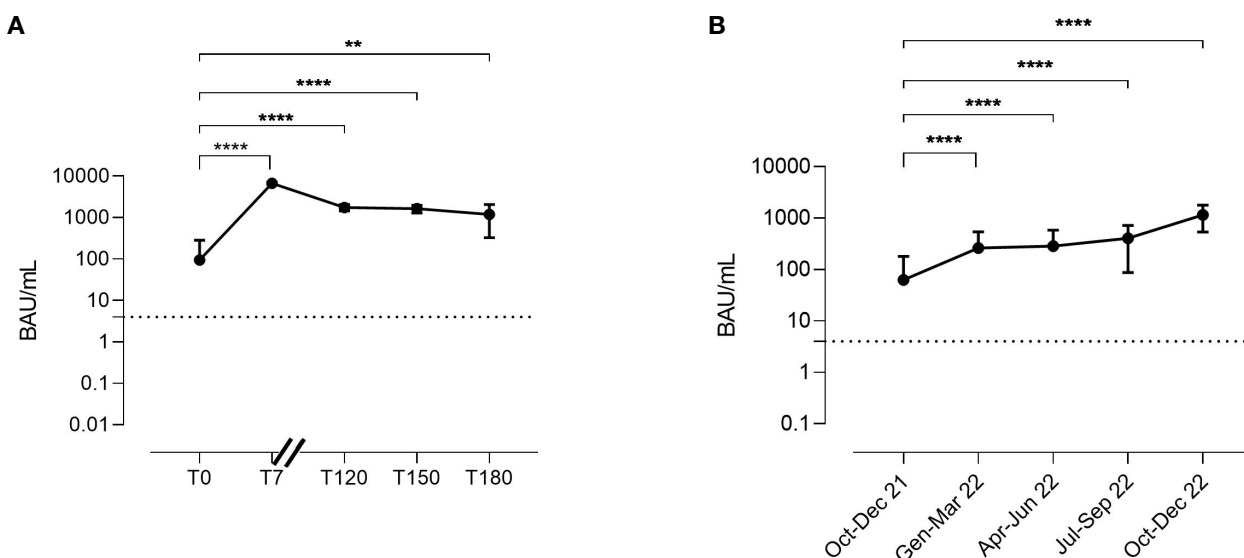 A
**
****
****
****
10000
1000
100
10
1
0.1
0.01
BAU/mL
T0
T7
T120
T150
T180
B
****
****
****
****
10000
1000
100
10
1
0.1
BAU/mL
Oct-Dec 21
Gen-Mar 22
Apr-Jun 22
Jul-Sep 22
Oct-Dec 22